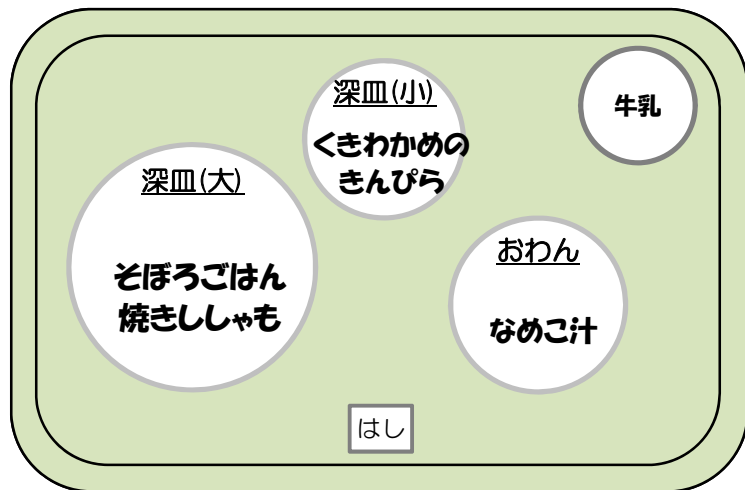 深皿(小)
くきわかめの
きんぴら
牛乳
深皿(大)
そぼろごはん
焼きししゃも
おわん
なめこ汁
はし